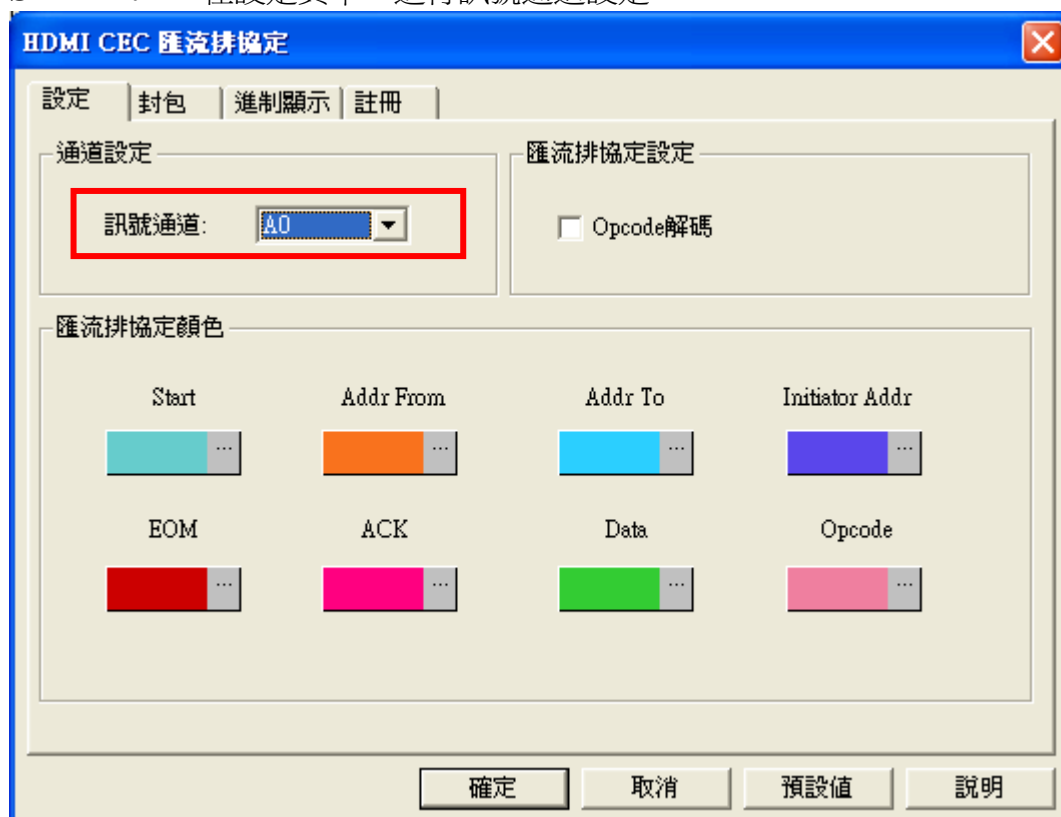 HDMI CEC 匯流排協定
設定 封包 進制顯示 註冊
通道設定
訊號通道: A0
匯流排協定設定
Opcode解碼
匯流排協定顏色
Start Addr From Addr To Initiator Addr
... ... ... ...
EOM ACK Data Opcode
... ... ... ...
確定 取消 預設值 說明